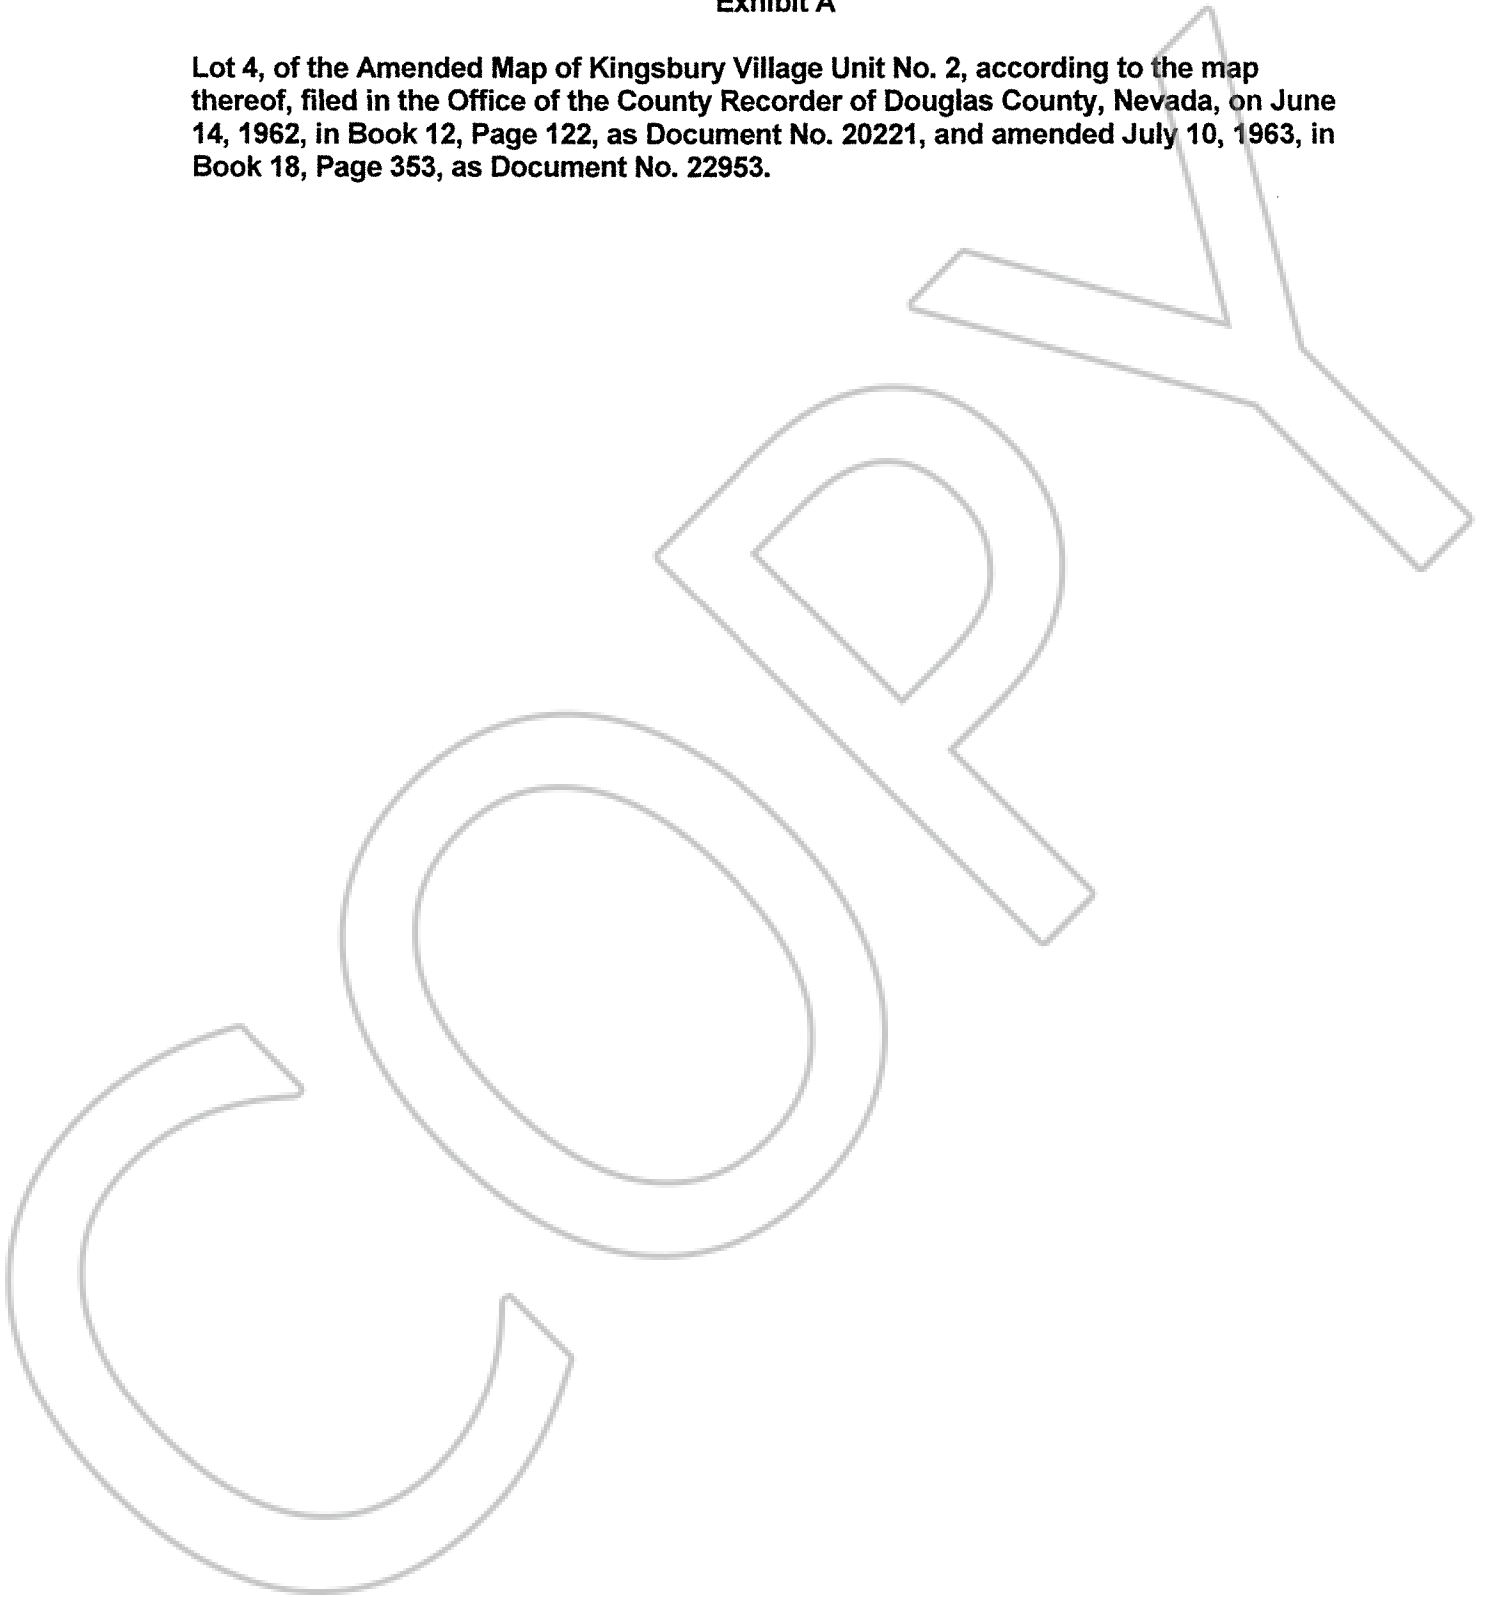 Exhibit A
Lot 4, of the Amended Map of Kingsbury Village Unit No. 2, according to the map
thereof, filed in the Office of the County Recorder of Douglas County, Nevada, on June
14, 1962, in Book 12, Page 122, as Document No. 20221, and amended July 10, 1963, in
Book 18, Page 353, as Document No. 22953.
COPY